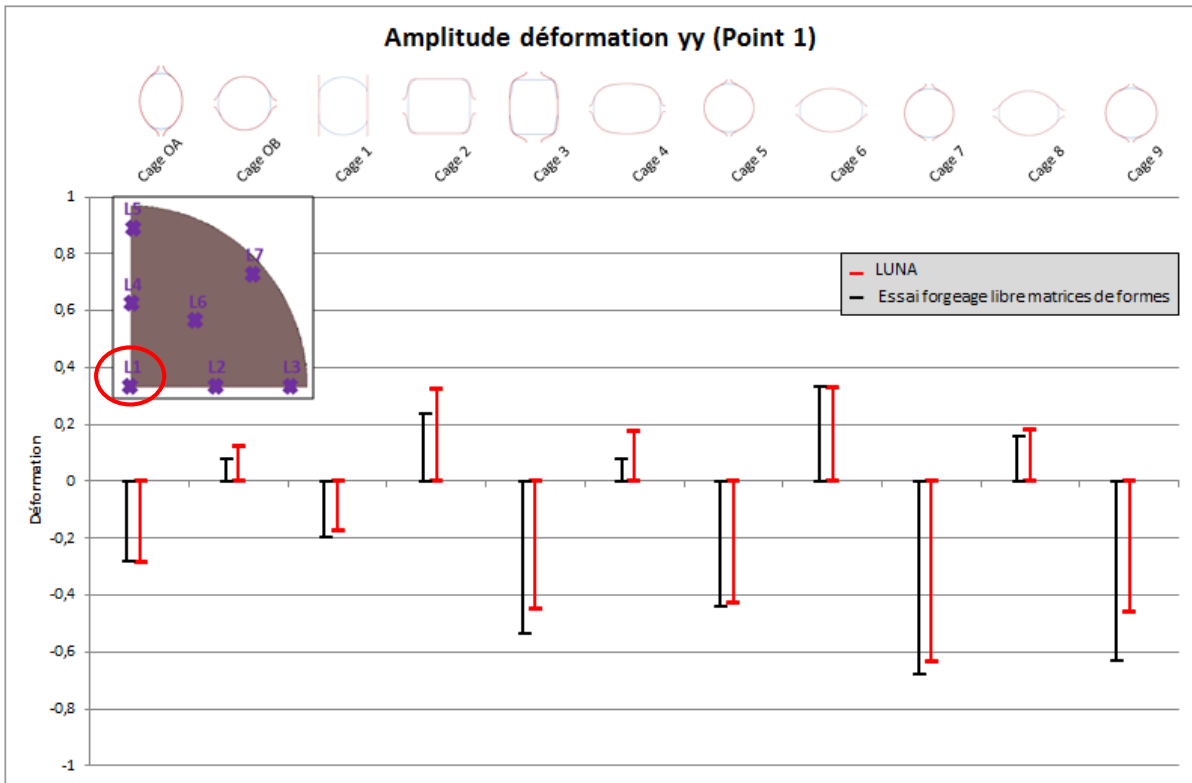 Amplitude déformation yy (Point 1)
Cage OA
Cage OB
Cage 1
Cage 2
Cage 3
Cage 4
Cage 5
Cage 6
Cage 7
Cage 8
Cage 9
1
0,8
0,6
0,4
0,2
0
-0,2
-0,4
-0,6
-0,8
-1
Déformation
L5
L7
L4
L6
L1
L2
L3
LUNA
Essai forgeage libre matrices de formes